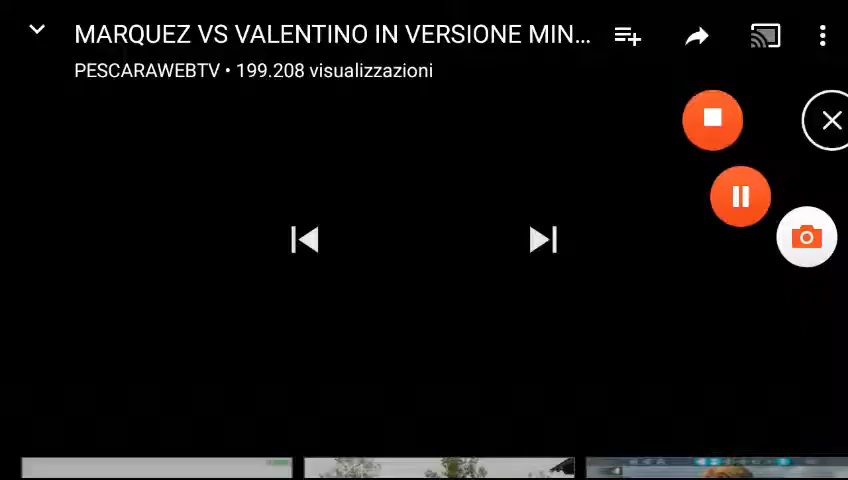 MARQUEZ VS VALENTINO IN VERSIONE MIN...
PESCARAWEBTV • 199.208 visualizzazioni